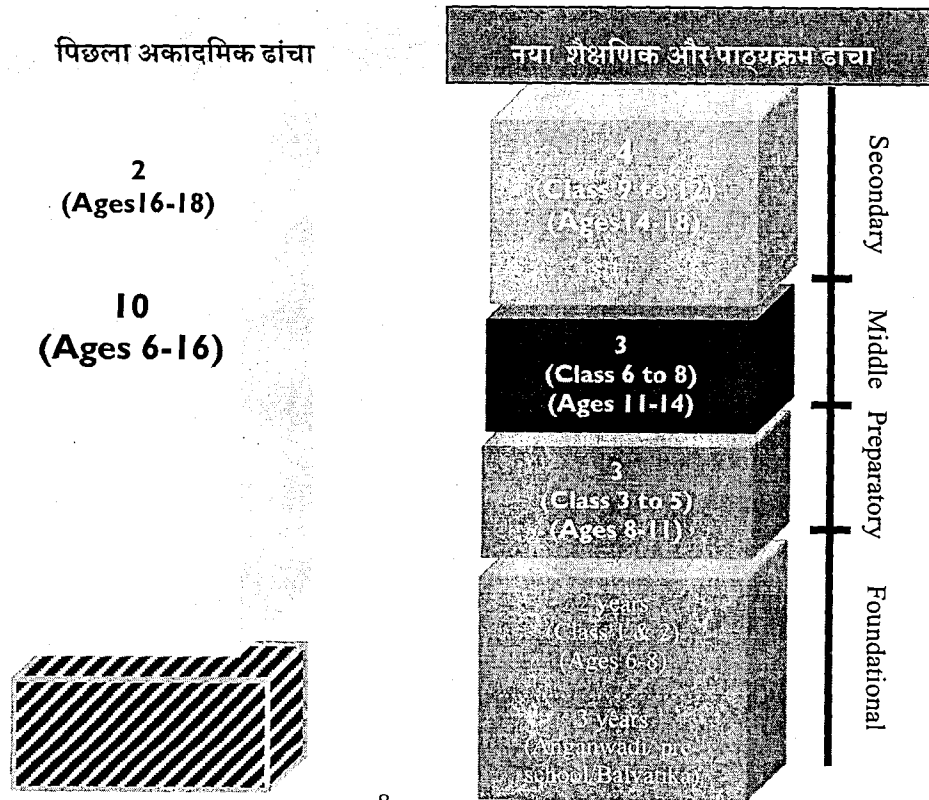 पिछला अकादमिक ढांचा
2
(Ages16-18)
10
(Ages 6-16)
नया शैक्षणिक और पाठ्यक्रम ढांचा
4
(Class 9 to 12)
(Ages14-18)
3
(Class 6 to 8)
(Ages 11-14)
3
(Class 3 to 5)
(Ages 8-11)
2 years
(Class 1 & 2)
(Ages 6-8)
3 years
(Anganwadi, pre
school,Balvatika)
Secondary
Middle
Preparatory
Foundational
8